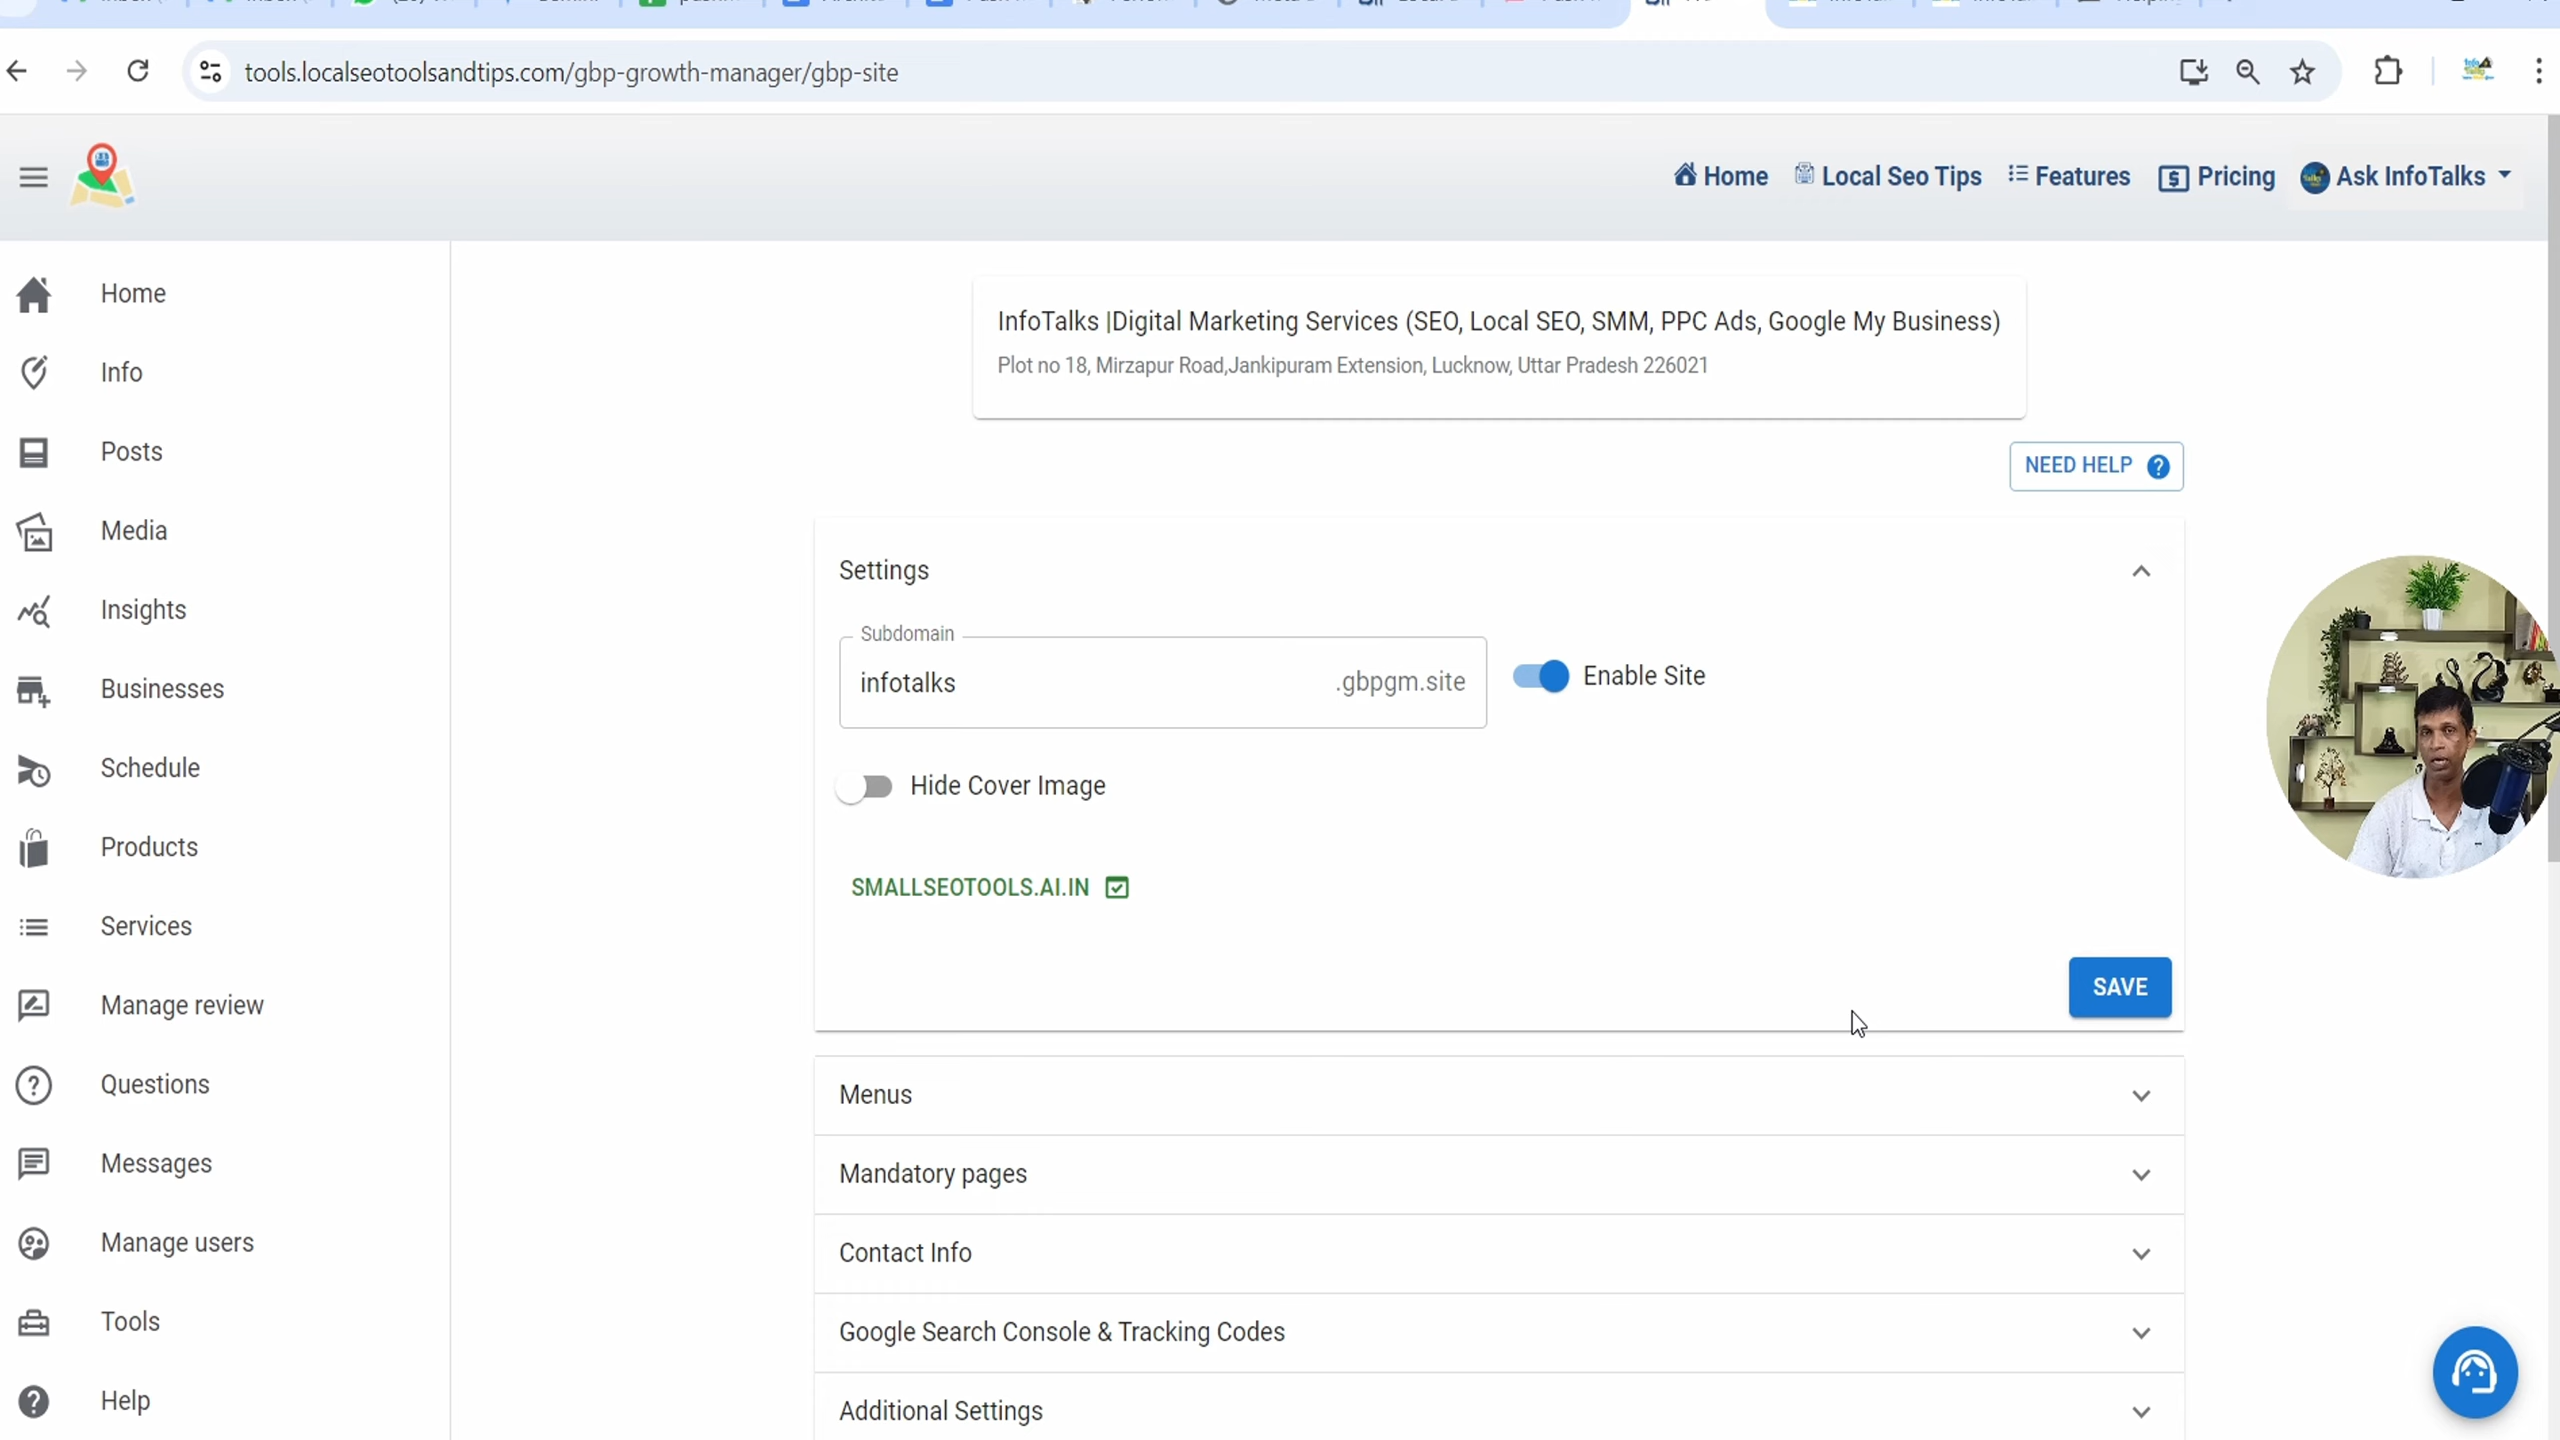 tools.localseotoolsandtips.com/gbp-growth-manager/gbp-site
Home
Local Seo Tips
Features
Pricing
Ask InfoTalks
Home
Info
Posts
Media
Insights
Businesses
Schedule
Products
Services
Manage review
Questions
Messages
Manage users
Tools
Help
InfoTalks |Digital Marketing Services (SEO, Local SEO, SMM, PPC Ads, Google My Business)
Plot no 18, Mirzapur Road,Jankipuram Extension, Lucknow, Uttar Pradesh 226021
NEED HELP
Settings
Subdomain
infotalks .gbpgm.site
Enable Site
Hide Cover Image
SMALLSEOTOOLS.AI.IN
SAVE
Menus
Mandatory pages
Contact Info
Google Search Console & Tracking Codes
Additional Settings